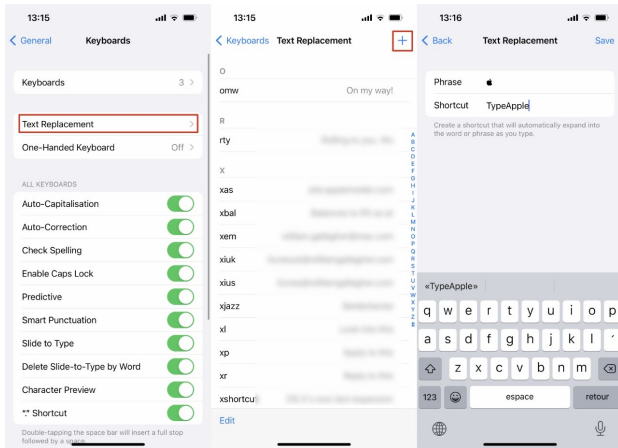 13:15
General
Keyboards
Keyboards
3
Text Replacement
One-Handed Keyboard
Off
ALL KEYBOARDS
Auto-Capitalisation
Auto-Correction
Check Spelling
Enable Caps Lock
Predictive
Smart Punctuation
Slide to Type
Delete Slide-to-Type by Word
Character Preview
"." Shortcut
Double-tapping the space bar will insert a full stop
followed by a space.
13:15
Keyboards
Text Replacement
+
O
omw
On my way!
R
rty
X
xas
xbal
xem
xiuk
xius
xjazz
xl
xp
xr
xshortcut
Edit
A
B
C
D
E
F
G
H
I
J
K
L
M
N
O
P
Q
R
S
T
U
V
W
X
Y
Z
#
13:16
Back
Text Replacement
Save
Phrase
Shortcut
TypeApple
Create a shortcut that will automatically expand into
the word or phrase as you type.
«TypeApple»
q w e r t y u i o p
a s d f g h j k l ´
z x c v b n m
123
espace
retour